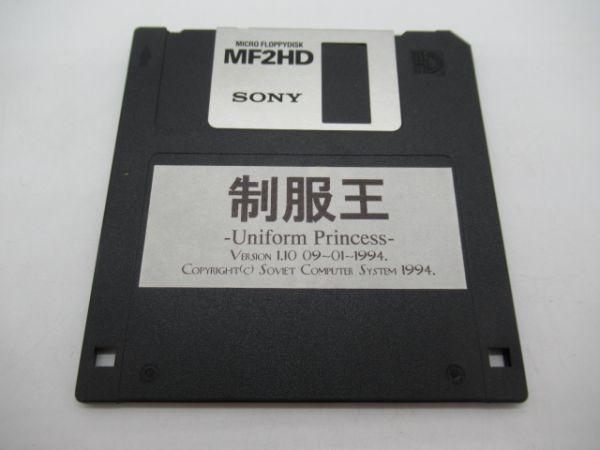 MICRO FLOPPYDISK
MF2HD
SONY
HD
制服王
-Uniform Princess-
Version 1.10 09-01-1994.
Copyright(c) Soviet Computer System 1994.